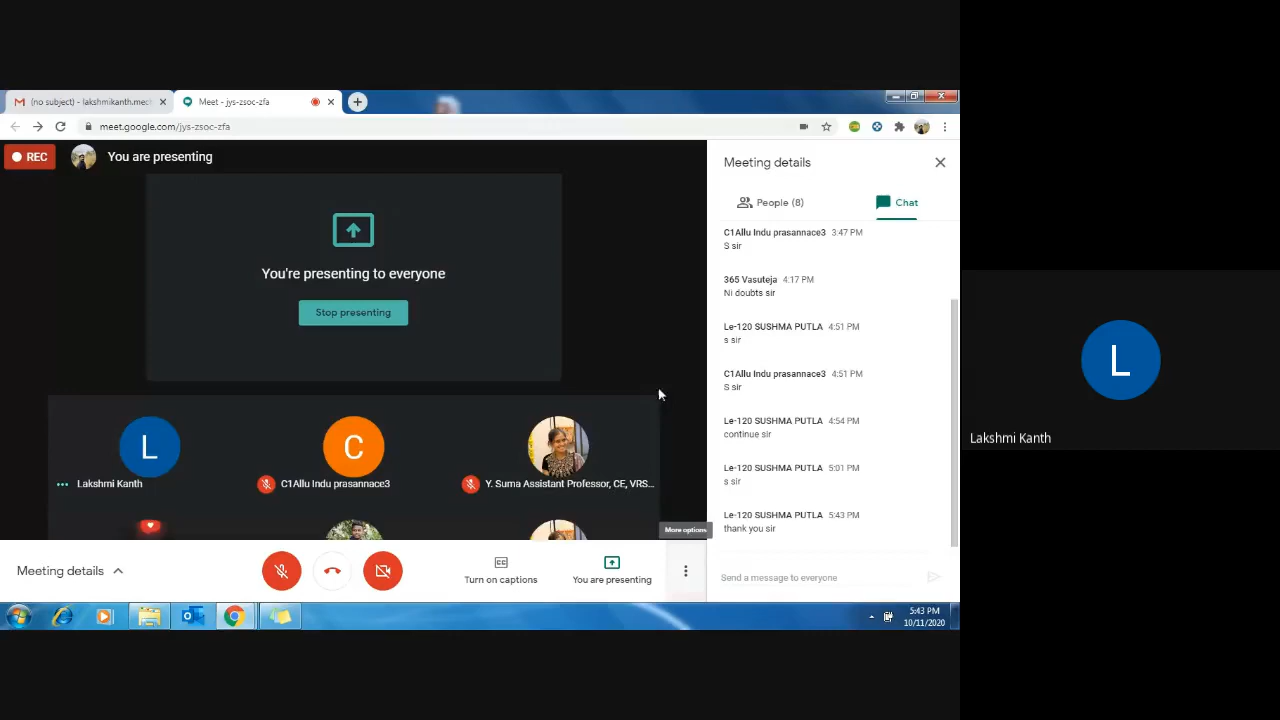 (no subject) - lakshmikanth.mec
Meet - jys-zsoc-zfa
meet.google.com/jys-zsoc-zfa
REC
You are presenting
You're presenting to everyone
Stop presenting
L
Lakshmi Kanth
C
C1Allu Indu prasannace3
Y. Suma Assistant Professor, CE, VRS...
More options
Meeting details
Turn on captions
You are presenting
Meeting details
People (8)
Chat
C1Allu Indu prasannace3 3:47 PM
S sir
365 Vasuteja 4:17 PM
Ni doubts sir
Le-120 SUSHMA PUTLA 4:51 PM
s sir
C1Allu Indu prasannace3 4:51 PM
S sir
Le-120 SUSHMA PUTLA 4:54 PM
continue sir
Le-120 SUSHMA PUTLA 5:01 PM
s sir
Le-120 SUSHMA PUTLA 5:43 PM
thank you sir
Send a message to everyone
5:43 PM
10/11/2020
L
Lakshmi Kanth